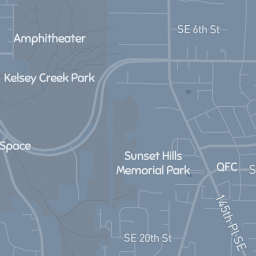 SE 6th St
Amphitheater
Kelsey Creek Park
Space
Sunset Hills
Memorial Park
QFC
S
145th Pl SE
SE 20th St